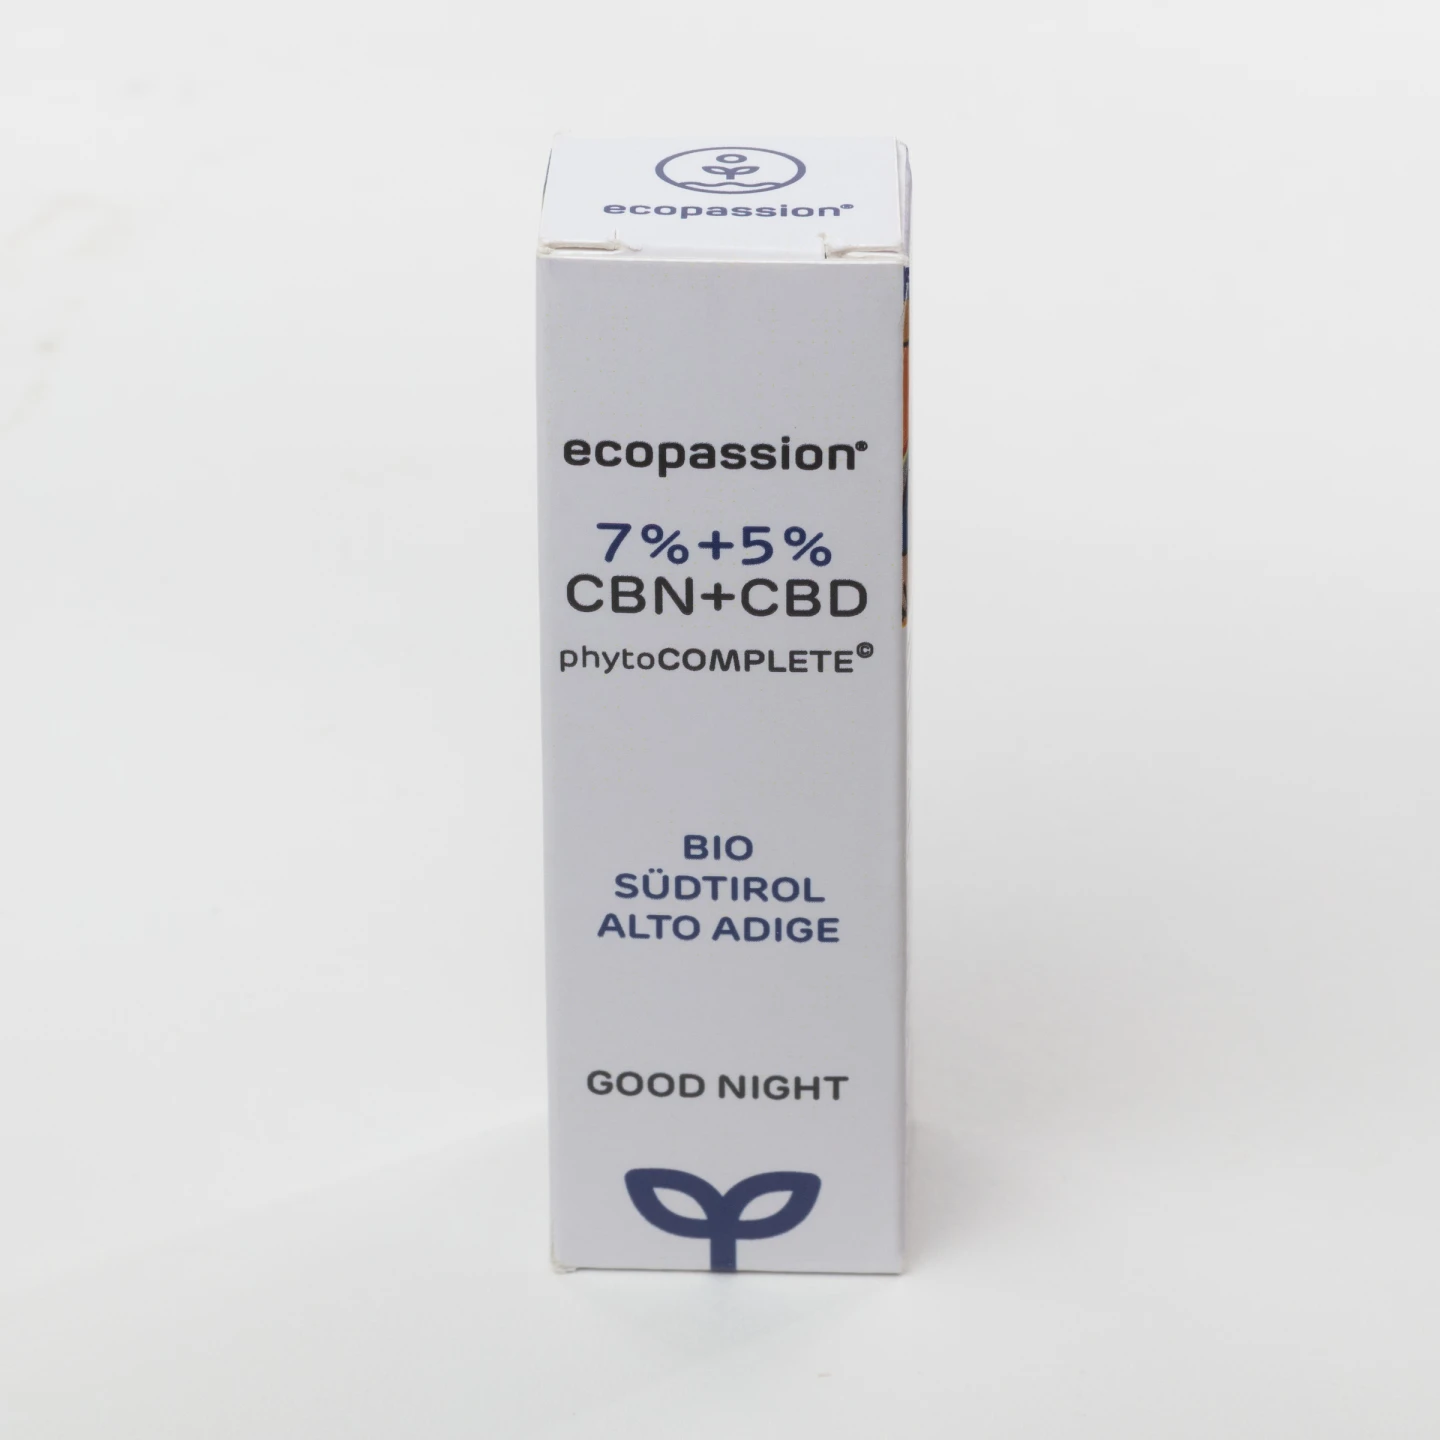 ecopassion®
ecopassion®
7%+5%
CBN+CBD
phytoCOMPLETE©
BIO
SÜDTIROL
ALTO ADIGE
GOOD NIGHT